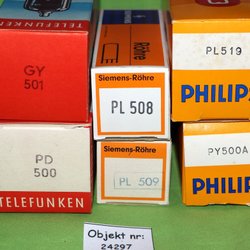 TELEFUNKEN
GY
501
PD
500
TELEFUNKEN
Röhre
Siemens-Röhre
PL 508
Siemens-Röhre
PL 509
PL519
PHILIPS
PY500A
PHILIPS
Objekt nr:
24297